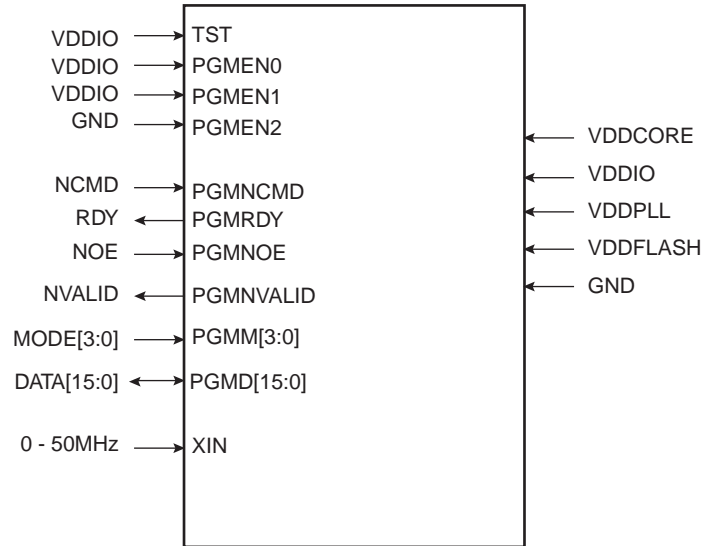 VDDIO TST
VDDIO PGMEN0
VDDIO PGMEN1
GND PGMEN2
VDDCORE
VDDIO
NCMD PGMNCMD
RDY PGMRDY
VDDPLL
NOE PGMNOE
VDDFLASH
NVALID PGMNVALID
GND
MODE[3:0] PGMM[3:0]
DATA[15:0] PGMD[15:0]
0 - 50MHz XIN